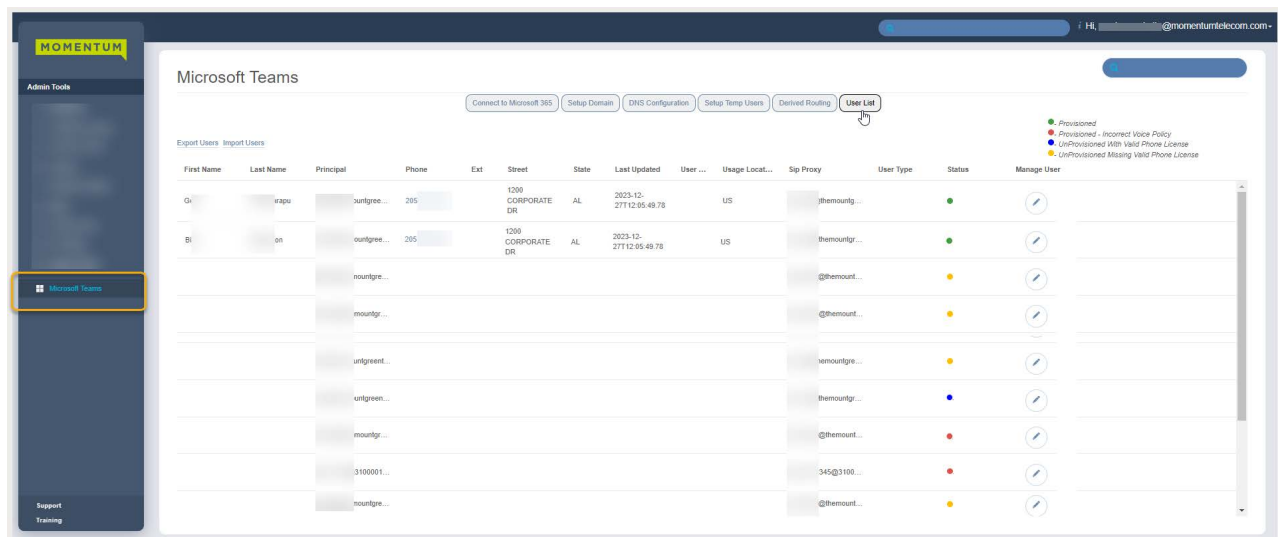 Hi, @momentumtelecom.com
MOMENTUM
Admin Tools
Microsoft Teams
Support
Training
Microsoft Teams
Connect to Microsoft 365 Setup Domain DNS Configuration Setup Temp Users Derived Routing User List
- Provisioned
- Provisioned - Incorrect Voice Policy
- UnProvisioned With Valid Phone License
- UnProvisioned Missing Valid Phone License
Export Users Import Users
First Name Last Name Principal Phone Ext Street State Last Updated User ... Usage Locat... Sip Proxy User Type Status Manage User
rapu ountgree... 205 1200 CORPORATE DR AL 2023-12-27T12:05:49.78 US themountg...
on ountgree... 205 1200 CORPORATE DR AL 2023-12-27T12:05:49.78 US themountgr...
nountgre... @themount...
mountgr... @themount...
untgreent... emountgre...
untgreen... themountgr...
mountgr... @themount...
3100001... 345@3100...
nountgre... @themount...